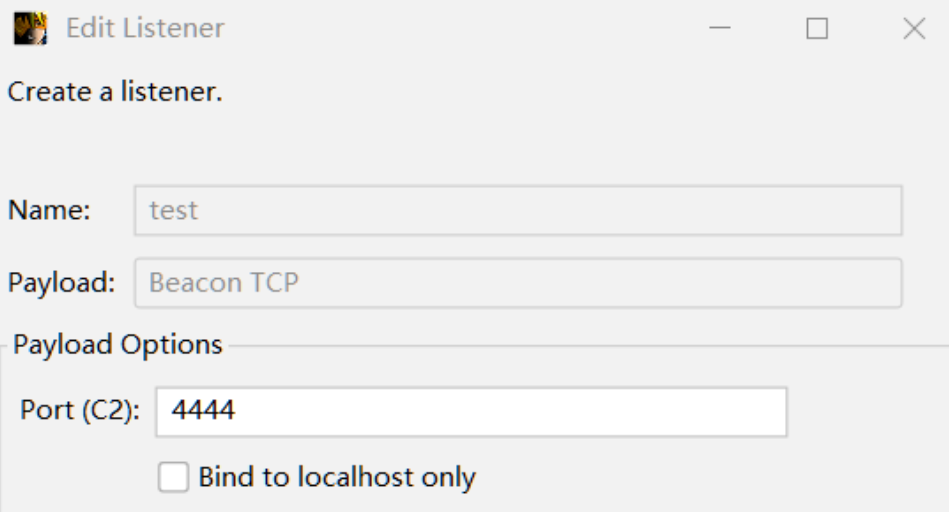 Edit Listener
Create a listener.
Name: test
Payload: Beacon TCP
Payload Options
Port (C2): 4444
Bind to localhost only